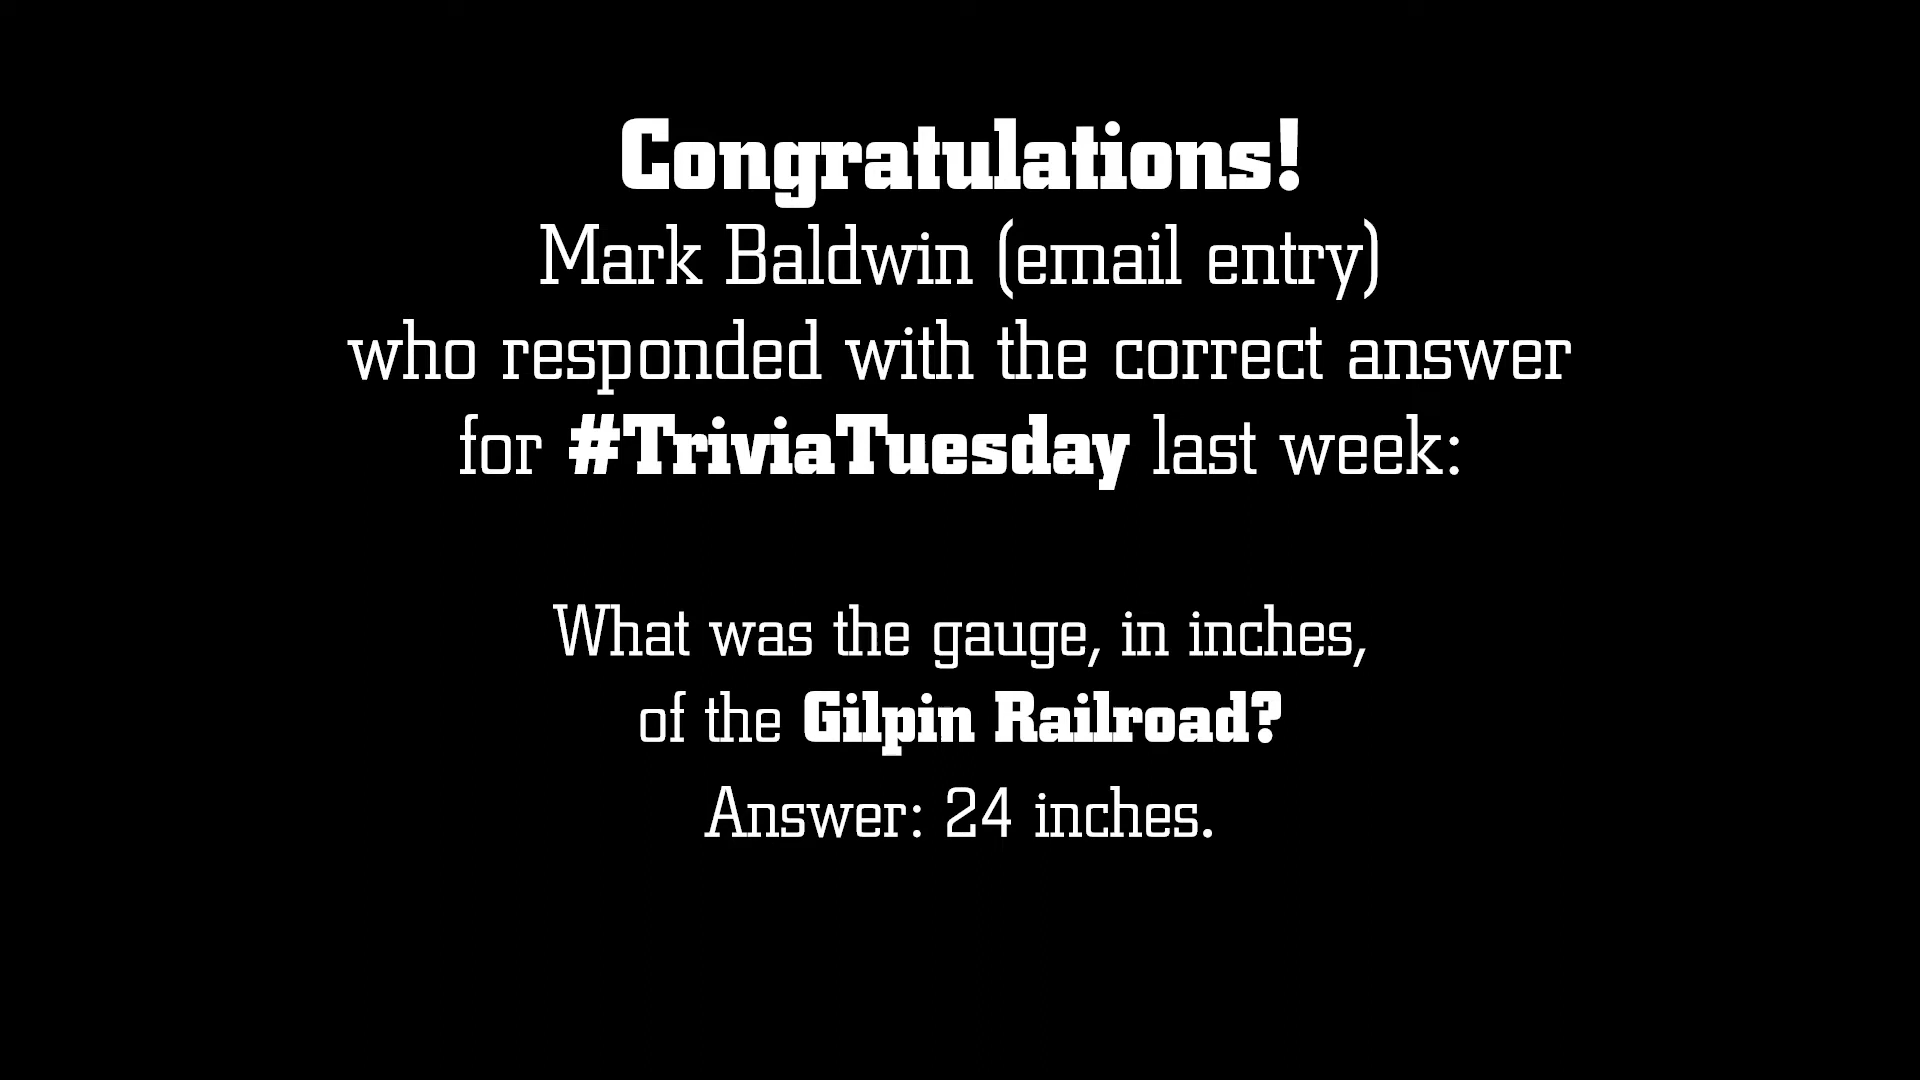 Congratulations!
Mark Baldwin (email entry)
who responded with the correct answer
for #TriviaTuesday last week:
What was the gauge, in inches,
of the Gilpin Railroad?
Answer: 24 inches.